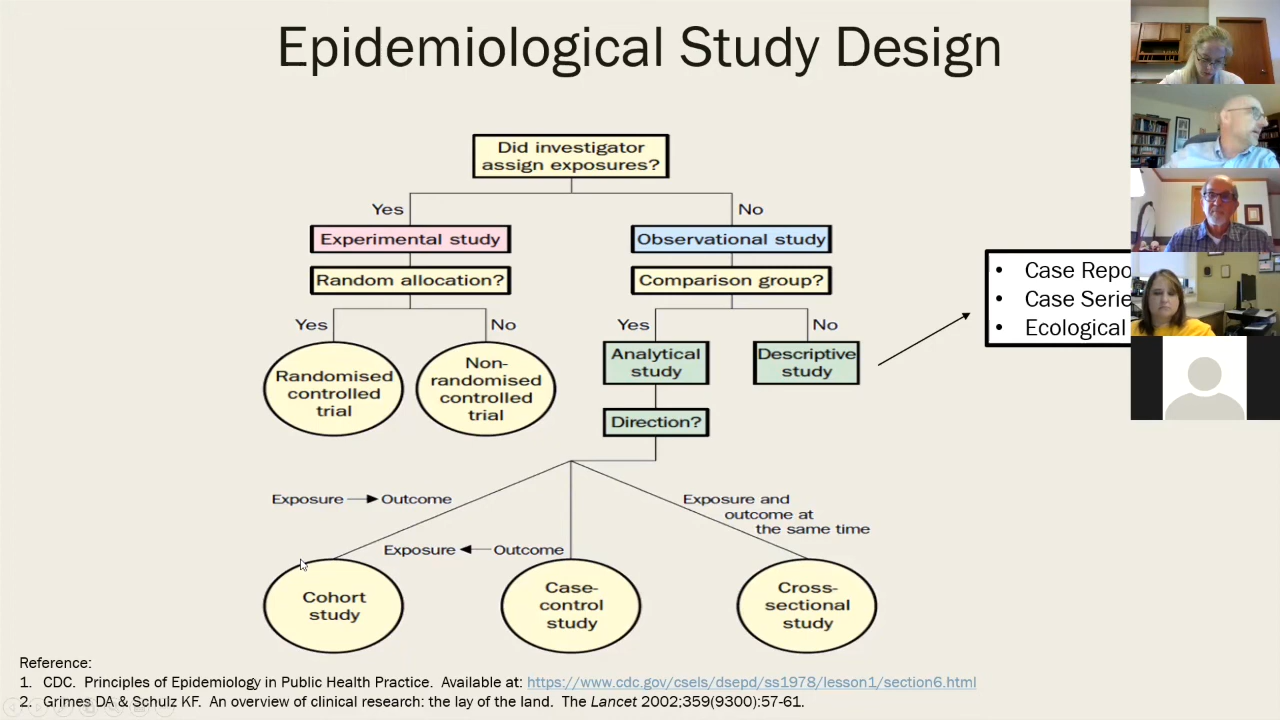 Epidemiological Study Design
Did investigator
assign exposures?
Yes
No
Experimental study
Observational study
Random allocation?
Comparison group?
Yes
No
Yes
No
Randomised
controlled
trial
Non-
randomised
controlled
trial
Analytical
study
Descriptive
study
• Case Repo
• Case Serie
• Ecological
Direction?
Exposure → Outcome
Exposure ← Outcome
Exposure and
outcome at
the same time
Cohort
study
Case-
control
study
Cross-
sectional
study
Reference:
1. CDC. Principles of Epidemiology in Public Health Practice. Available at: https://www.cdc.gov/csels/dsepd/ss1978/lesson1/section6.html
2. Grimes DA & Schulz KF. An overview of clinical research: the lay of the land. The Lancet 2002;359(9300):57-61.